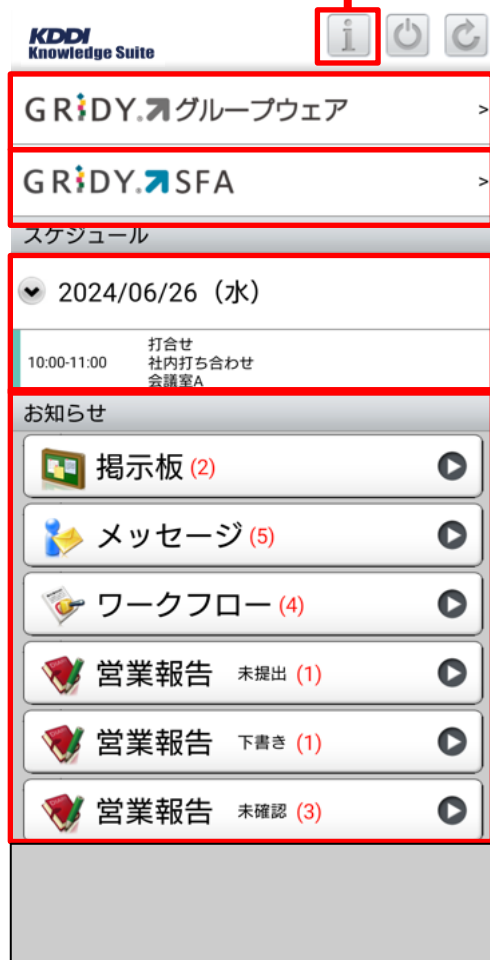 KDDI
Knowledge Suite
i
GRiDY.グループウェア >
GRiDY.SFA >
スケジュール
2024/06/26（水）
打合せ
10:00-11:00 社内打ち合わせ
会議室A
お知らせ
掲示板 (2)
メッセージ (5)
ワークフロー (4)
営業報告 未提出 (1)
営業報告 下書き (1)
営業報告 未確認 (3)